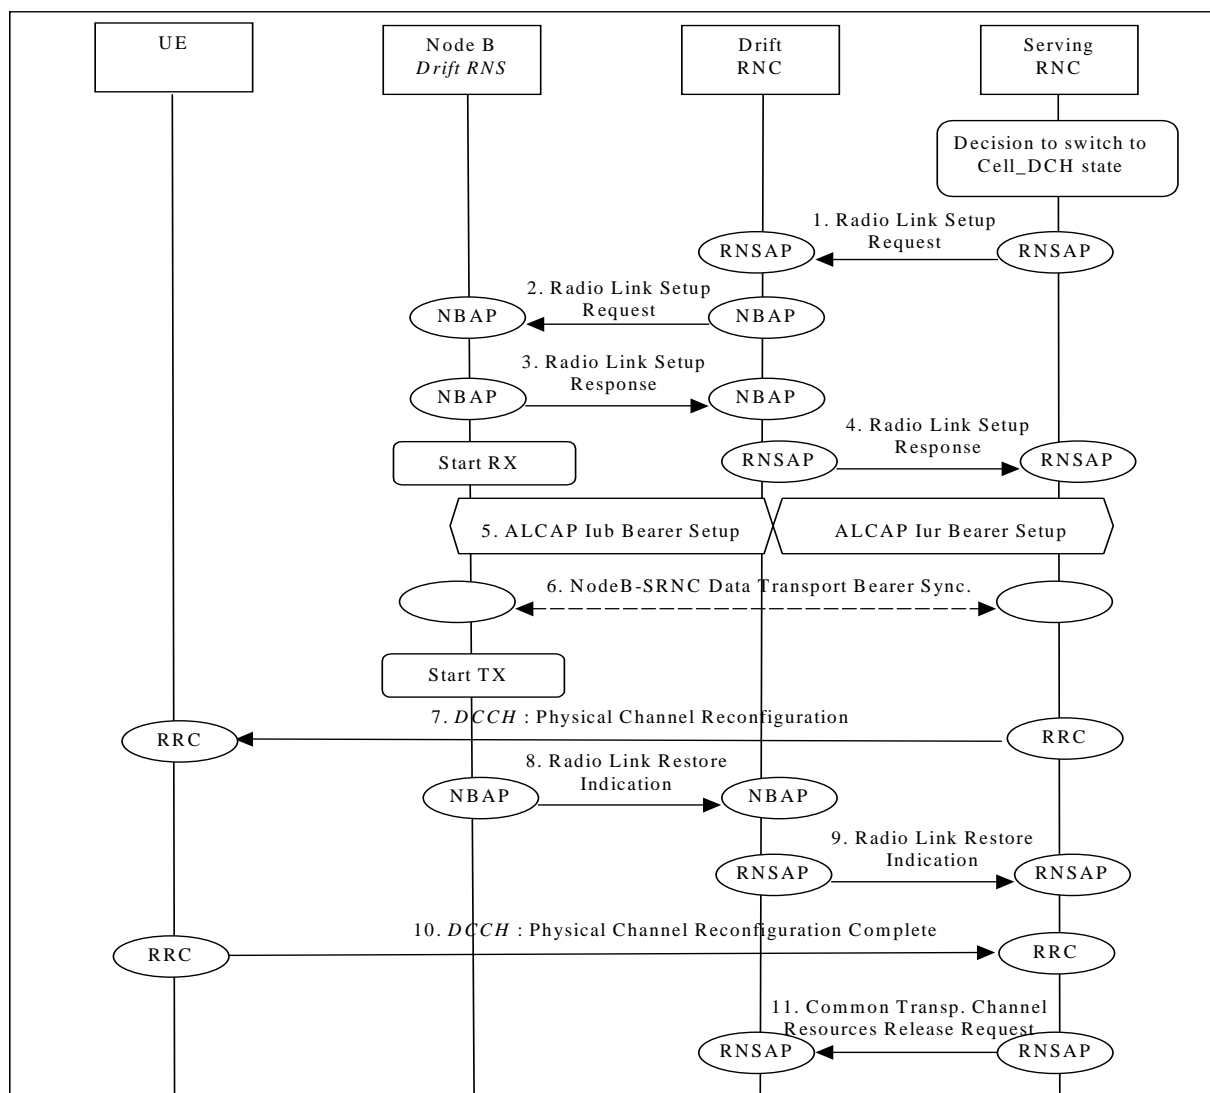 UE
Node B
Drift RNS
Drift
RNC
Serving
RNC
Decision to switch to
Cell_DCH state
1. Radio Link Setup
Request
RNSAP
RNSAP
2. Radio Link Setup
Request
NBAP
NBAP
3. Radio Link Setup
Response
NBAP
NBAP
4. Radio Link Setup
Response
Start RX
RNSAP
RNSAP
5. ALCAP Iub Bearer Setup
ALCAP Iur Bearer Setup
6. NodeB-SRNC Data Transport Bearer Sync.
Start TX
7. DCCH : Physical Channel Reconfiguration
RRC
RRC
8. Radio Link Restore
Indication
NBAP
NBAP
9. Radio Link Restore
Indication
RNSAP
RNSAP
10. DCCH : Physical Channel Reconfiguration Complete
RRC
RRC
11. Common Transp. Channel
Resources Release Request
RNSAP
RNSAP